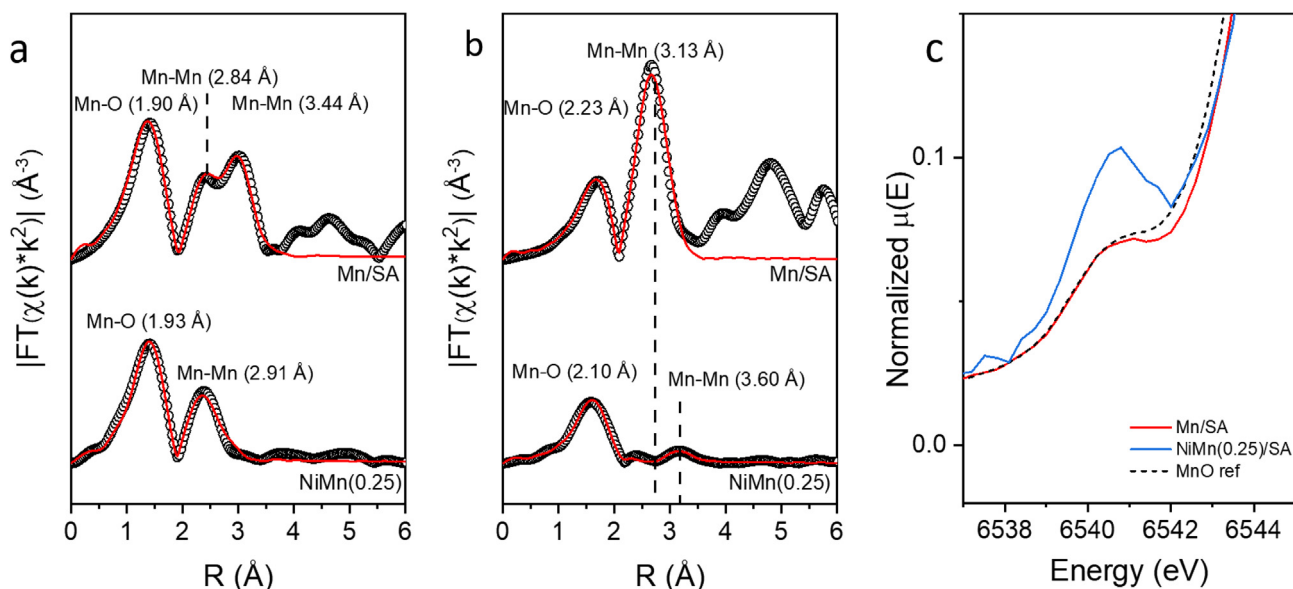 a
Mn-Mn (2.84 Å)
Mn-O (1.90 Å)
Mn-Mn (3.44 Å)
Mn/SA
Mn-O (1.93 Å)
Mn-Mn (2.91 Å)
NiMn(0.25)
|FT(χ(k)*k²)| (Å⁻³)
0 1 2 3 4 5 6
R (Å)
b
Mn-Mn (3.13 Å)
Mn-O (2.23 Å)
Mn/SA
Mn-O (2.10 Å)
Mn-Mn (3.60 Å)
NiMn(0.25)
|FT(χ(k)*k²)| (Å⁻³)
0 1 2 3 4 5 6
R (Å)
c
Normalized μ(E)
0.1
0.0
Mn/SA
NiMn(0.25)/SA
MnO ref
6538 6540 6542 6544
Energy (eV)